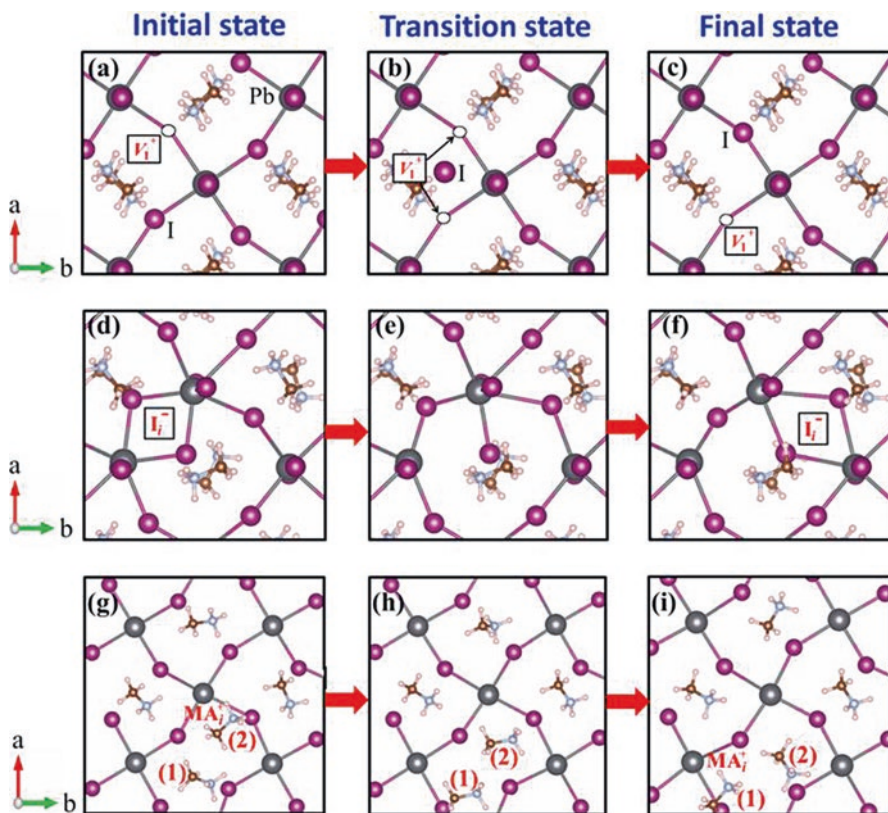 Initial state
Transition state
Final state
(a)
Pb
V_I^+
I
(b)
V_I^+
I
(c)
I
V_I^+
a
b
(d)
I_i^-
(e)
(f)
I_i^-
a
b
(g)
MA_i^+
(2)
(1)
(h)
(2)
(1)
(i)
MA_i^+
(2)
(1)
a
b